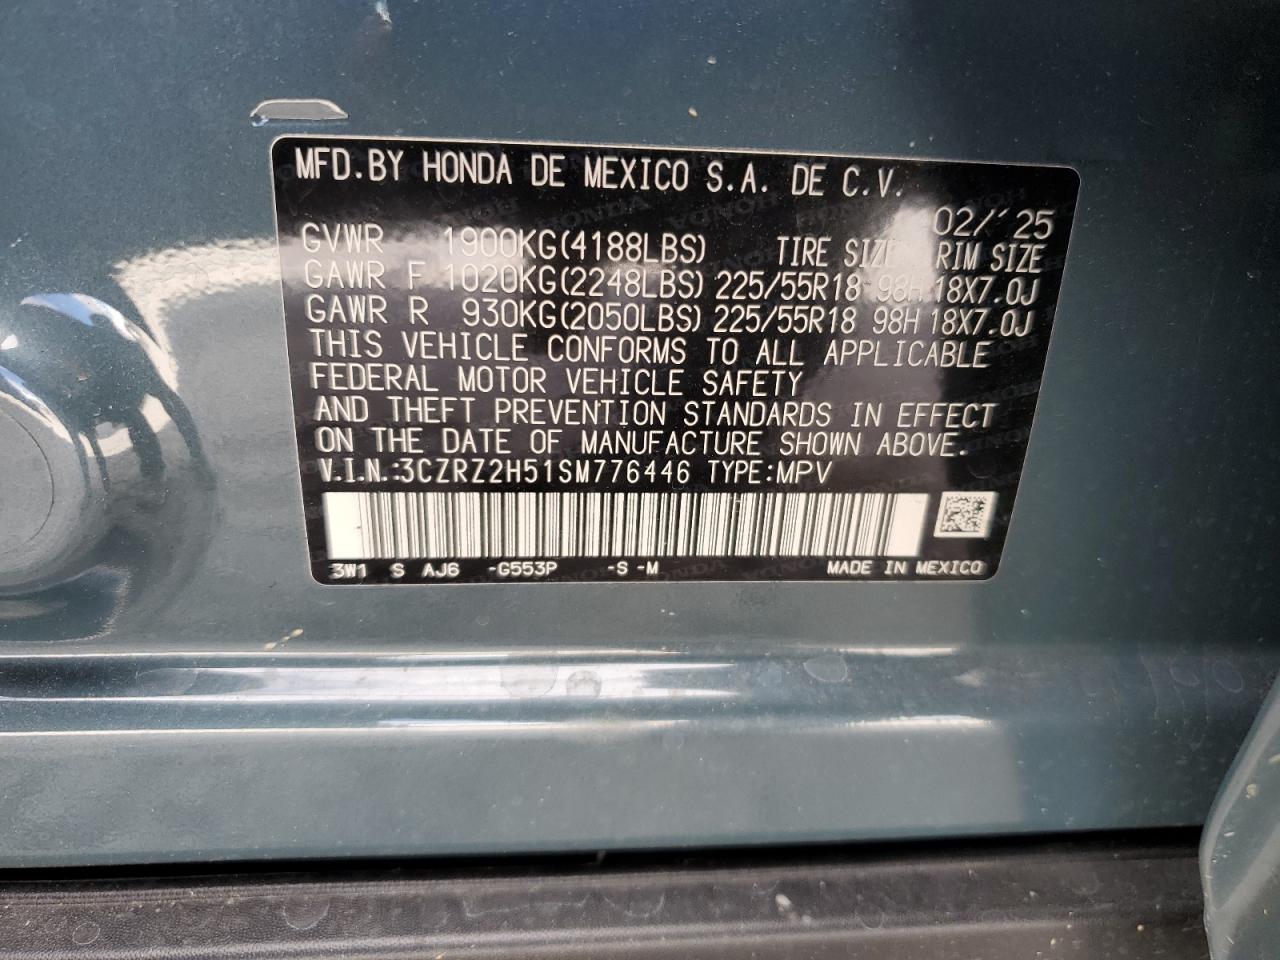 MFD.BY HONDA DE MEXICO S.A. DE C.V.
02/'25
GVWR 1900KG(4188LBS) TIRE SIZE RIM SIZE
GAWR F 1020KG(2248LBS) 225/55R18 98H 18X7.0J
GAWR R 930KG(2050LBS) 225/55R18 98H 18X7.0J
THIS VEHICLE CONFORMS TO ALL APPLICABLE
FEDERAL MOTOR VEHICLE SAFETY
AND THEFT PREVENTION STANDARDS IN EFFECT
ON THE DATE OF MANUFACTURE SHOWN ABOVE.
V.I.N.:3CZRZ2H51SM776446 TYPE:MPV
3W1 S AJ6 -G553P -S -M MADE IN MEXICO